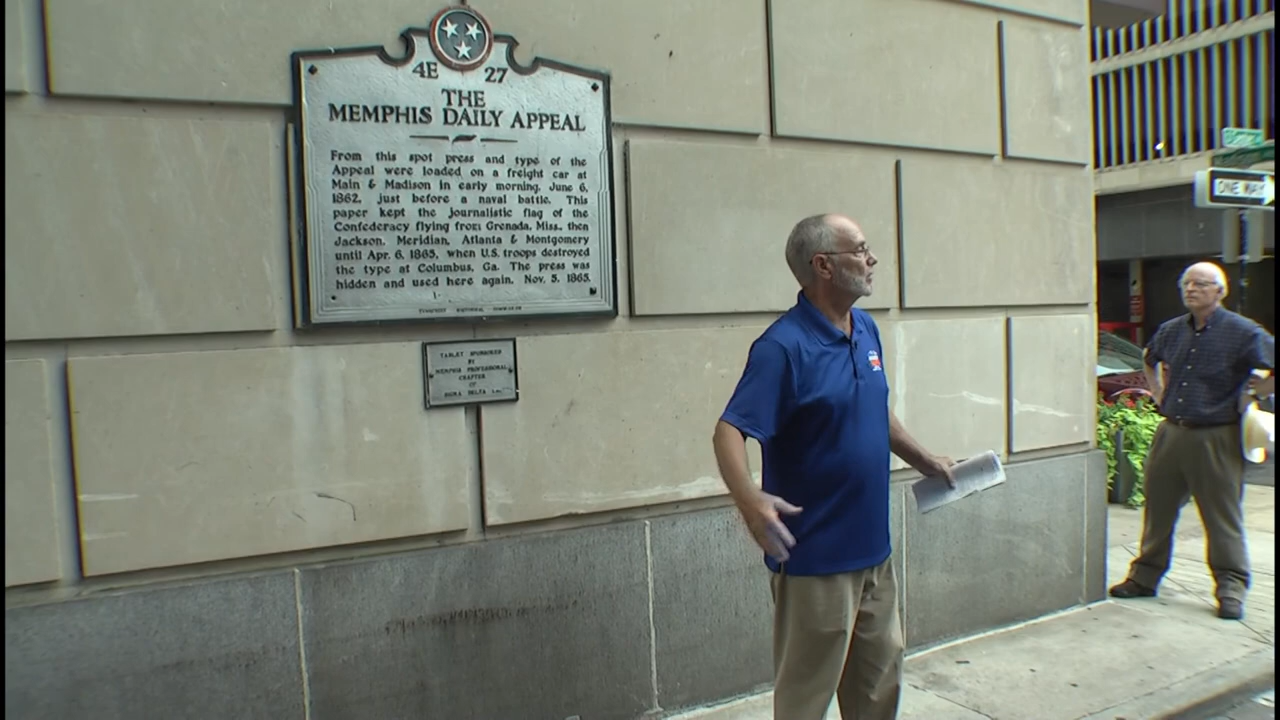 4E 27
THE
MEMPHIS DAILY APPEAL
From this spot press and type of the
Appeal were loaded on a freight car at
Main & Madison in early morning, June 6,
1862, just before a naval battle. This
paper kept the journalistic flag of the
Confederacy flying from Grenada, Miss., then
Jackson, Meridian, Atlanta & Montgomery
until Apr. 6, 1865, when U.S. troops destroyed
the type at Columbus, Ga. The press was
hidden and used here again, Nov. 5, 1865.
TENNESSEE HISTORICAL COMMISSION
TABLET SPONSORED
BY
MEMPHIS PROFESSIONAL
CHAPTER
OF
SIGMA DELTA CHI
ONE WAY